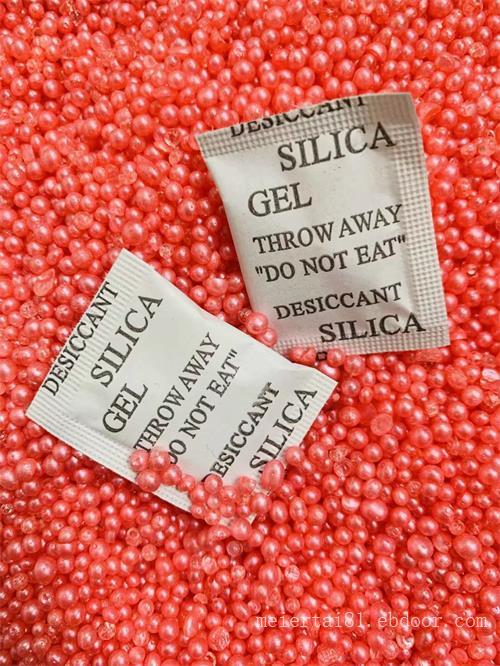 DESICCANT
SILICA
GEL
THROW AWAY
"DO NOT EAT"
DESICCANT
SILICA
DESICCANT
SILICA
GEL
THROW AWAY
"DO NOT EAT"
DESICCANT
SILICA
meiertai81.ebdoor.com